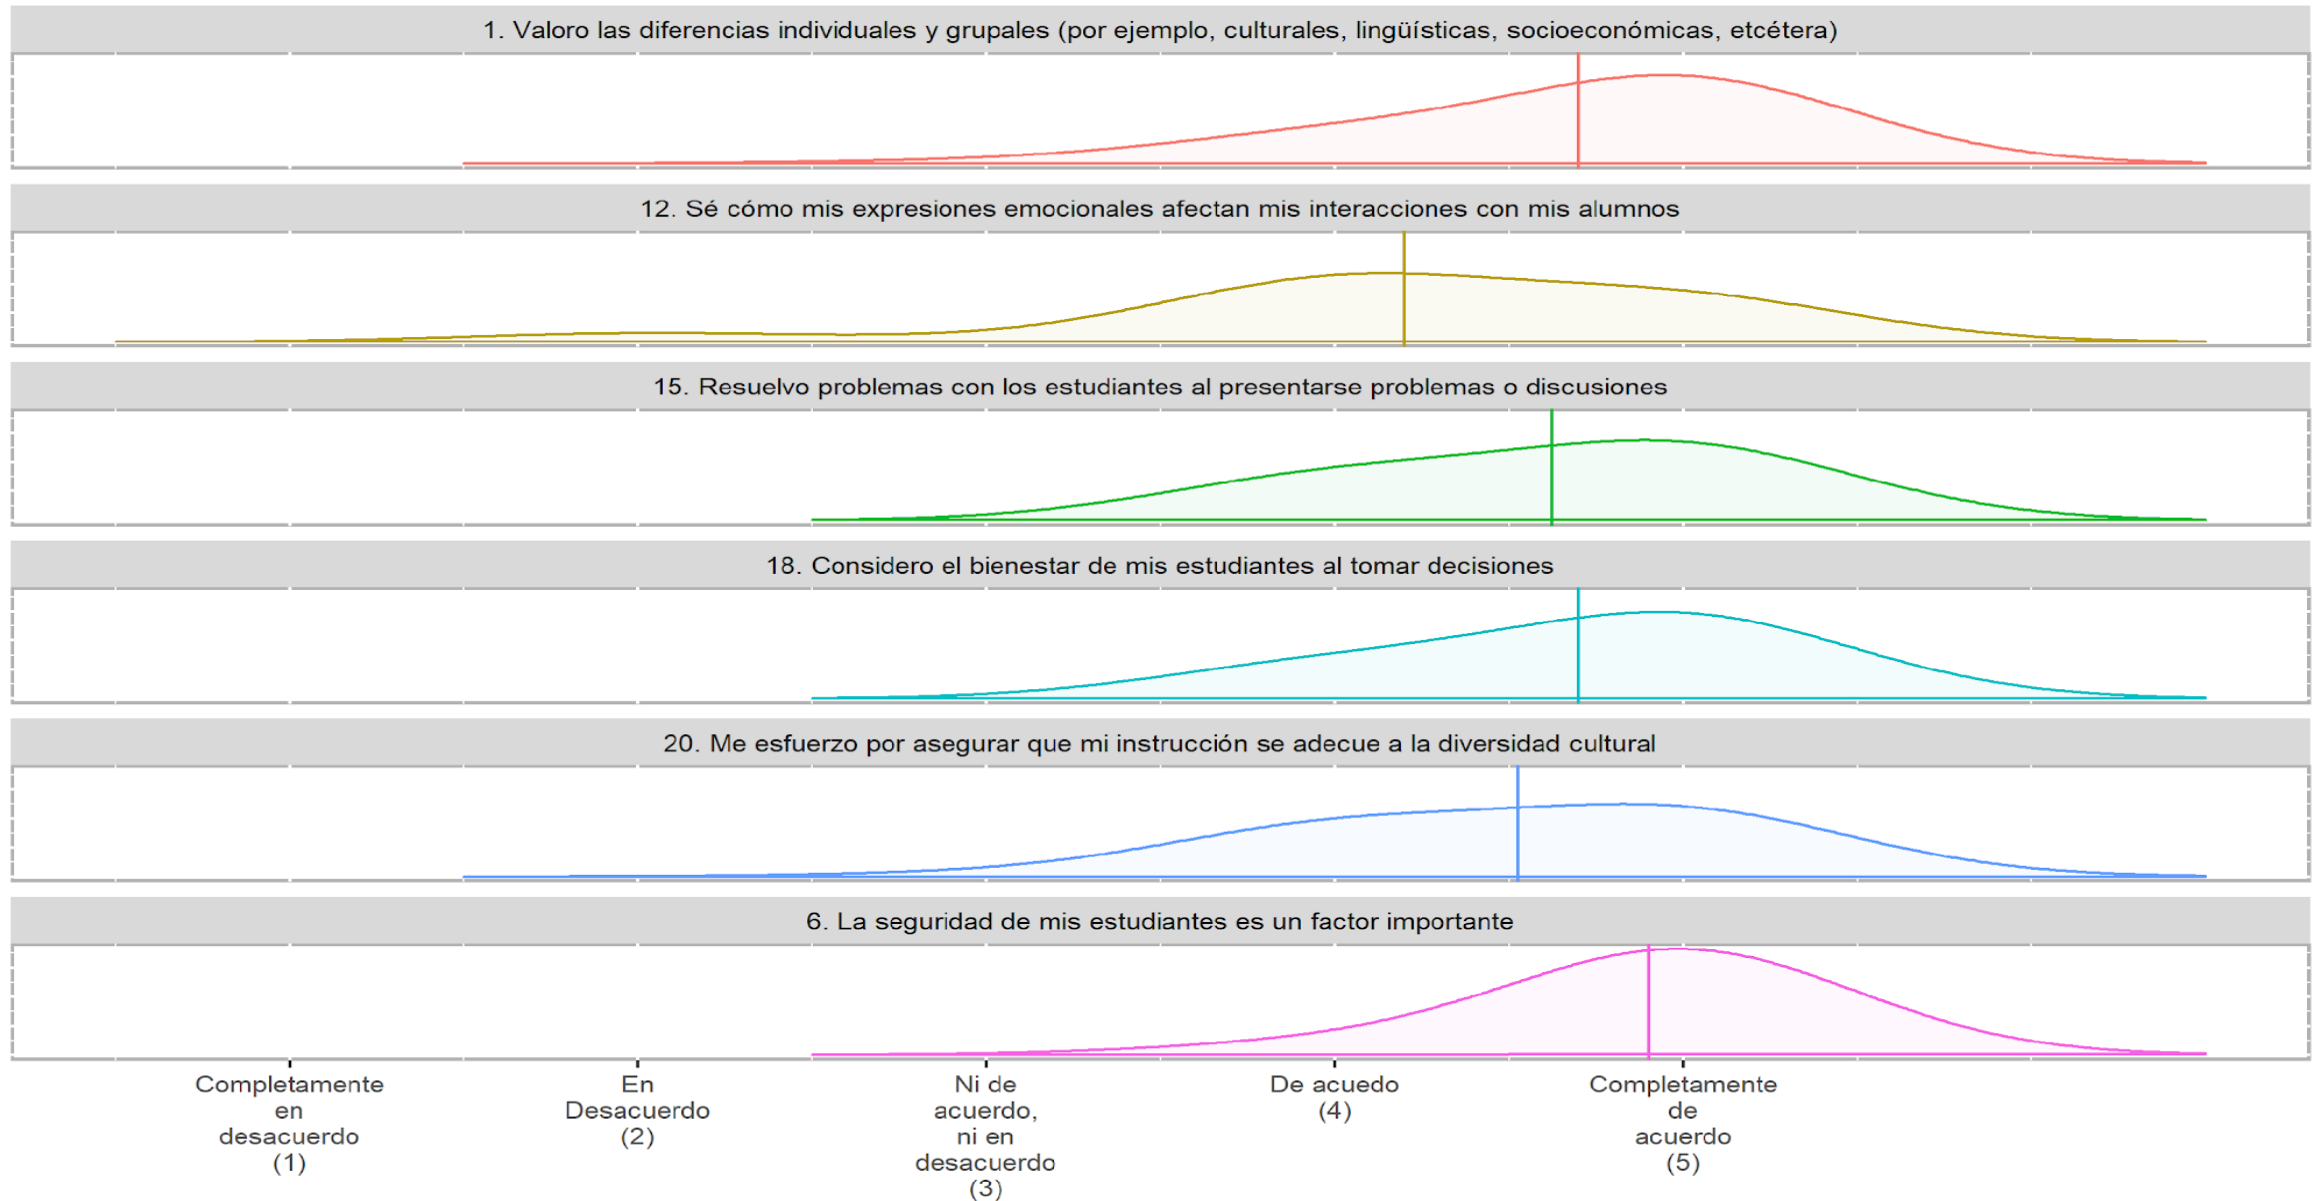 1. Valoro las diferencias individuales y grupales (por ejemplo, culturales, lingüísticas, socioeconómicas, etcétera)
12. Sé cómo mis expresiones emocionales afectan mis interacciones con mis alumnos
15. Resuelvo problemas con los estudiantes al presentarse problemas o discusiones
18. Considero el bienestar de mis estudiantes al tomar decisiones
20. Me esfuerzo por asegurar que mi instrucción se adecue a la diversidad cultural
6. La seguridad de mis estudiantes es un factor importante
Completamente
en
desacuerdo
(1)
En
Desacuerdo
(2)
Ni de
acuerdo,
ni en
desacuerdo
(3)
De acuedo
(4)
Completamente
de
acuerdo
(5)